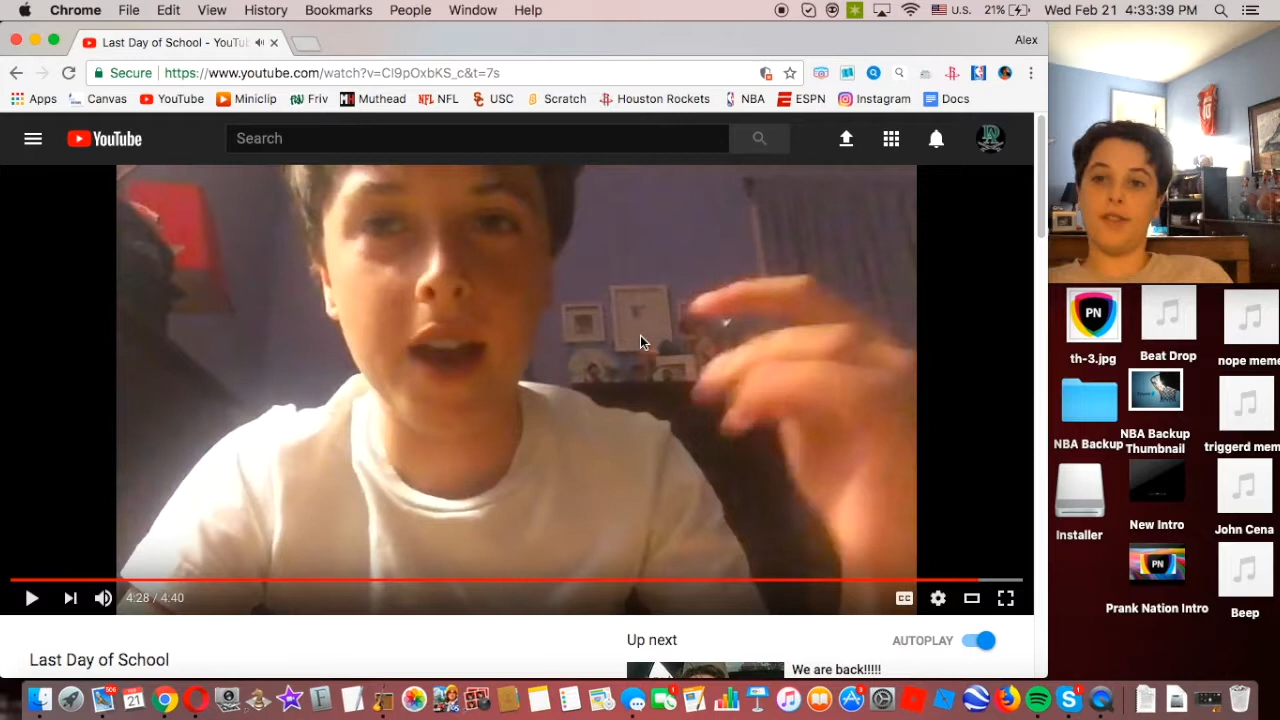 Chrome File Edit View History Bookmarks People Window Help U.S. 21% Wed Feb 21 4:33:39 PM
Last Day of School - YouTu
Alex
Secure https://www.youtube.com/watch?v=Cl9pOxbKS_c&t=7s
Apps Canvas YouTube Miniclip Friv Muthead NFL USC Scratch Houston Rockets NBA ESPN Instagram Docs
YouTube Search
PN
th-3.jpg
Beat Drop
nope meme
NBA Backup
NBA Backup
Thumbnail
triggerd mem
Installer
New Intro
John Cena
PN
Prank Nation Intro
Beep
4:28 / 4:40
CC
Last Day of School
Up next
AUTOPLAY
We are back!!!!!